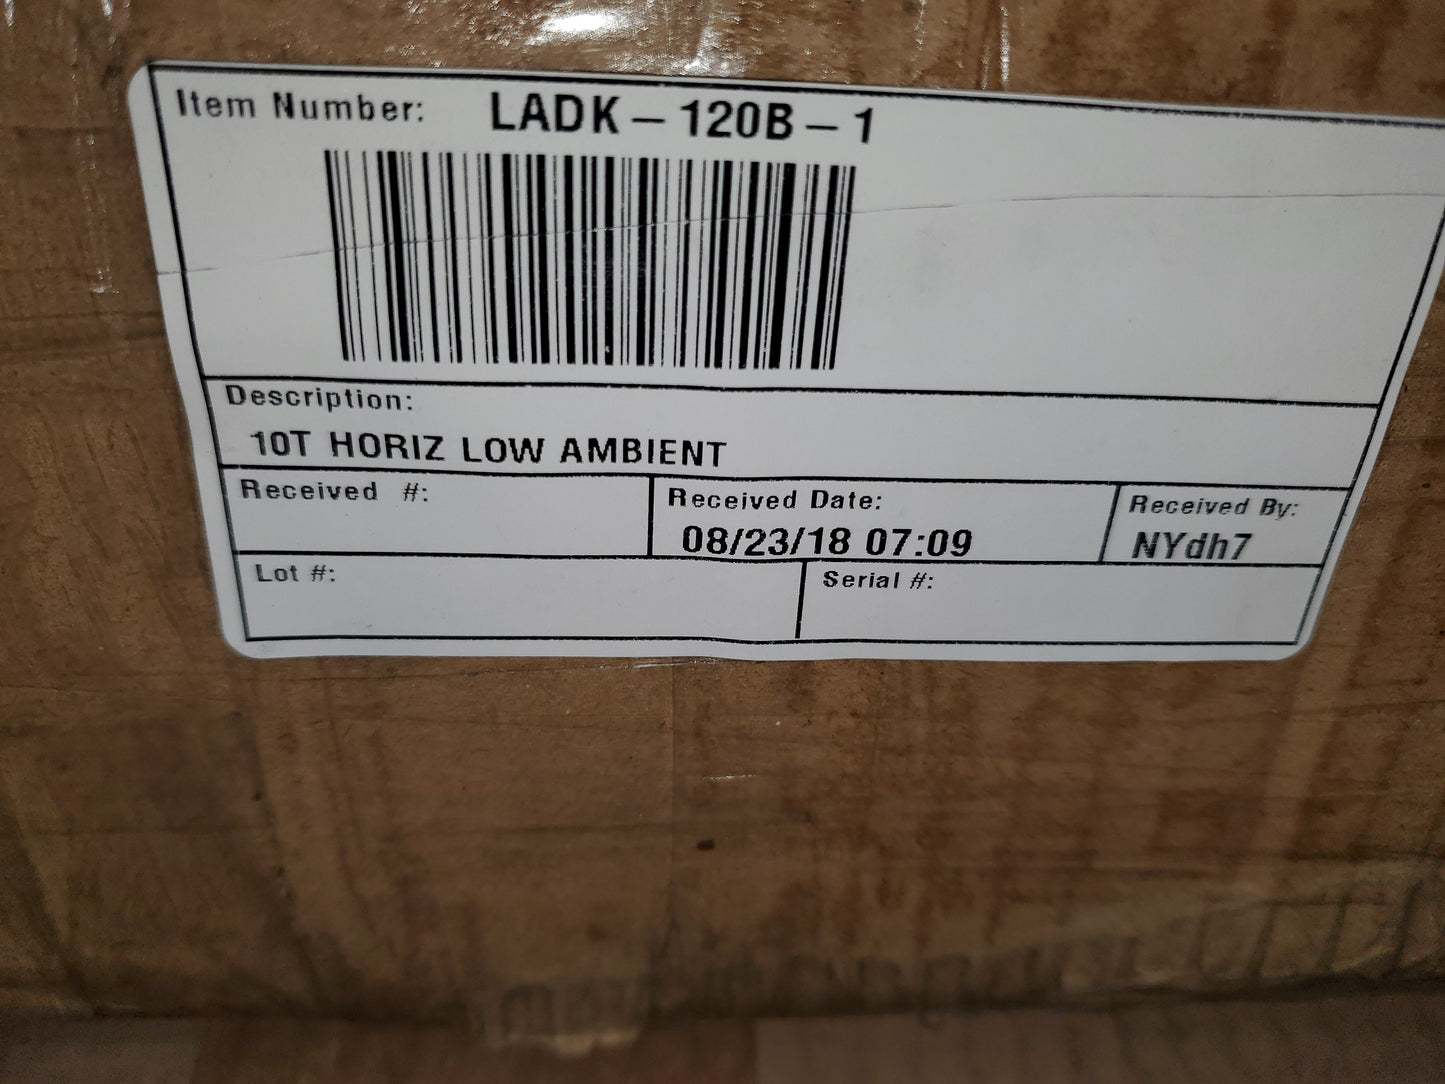 Item Number: LADK-120B-1
Description:
10T HORIZ LOW AMBIENT
Received #:
Received Date:
08/23/18 07:09
Received By:
NYdh7
Lot #:
Serial #: